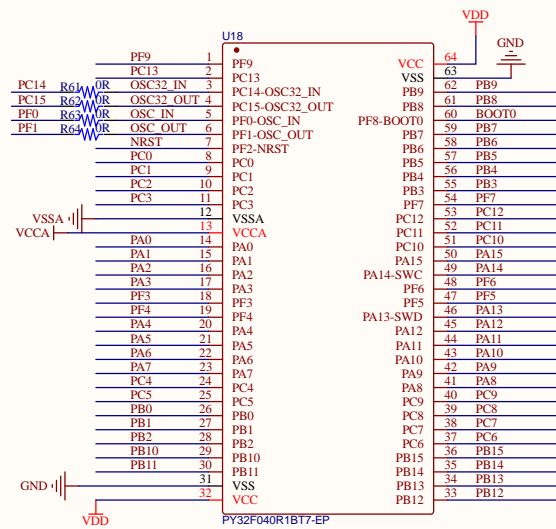 VDD
U18
GND
PF9 1 PF9 VCC 64
PC13 2 PC13 VSS 63
PC14 R61 0R OSC32_IN 3 PC14-OSC32_IN PB9 62 PB9
PC15 R62 0R OSC32_OUT 4 PC15-OSC32_OUT PB8 61 PB8
PF0 R63 0R OSC_IN 5 PF0-OSC_IN PF8-BOOT0 60 BOOT0
PF1 R64 0R OSC_OUT 6 PF1-OSC_OUT PB7 59 PB7
NRST 7 PF2-NRST PB6 58 PB6
PC0 8 PC0 PB5 57 PB5
PC1 9 PC1 PB4 56 PB4
PC2 10 PC2 PB3 55 PB3
PC3 11 PC3 PF7 54 PF7
VSSA 12 VSSA PC12 53 PC12
VCCA 13 VCCA PC11 52 PC11
PA0 14 PA0 PC10 51 PC10
PA1 15 PA1 PA15 50 PA15
PA2 16 PA2 PA14-SWC 49 PA14
PA3 17 PA3 PF6 48 PF6
PF3 18 PF3 PF5 47 PF5
PF4 19 PF4 PA13-SWD 46 PA13
PA4 20 PA4 PA12 45 PA12
PA5 21 PA5 PA11 44 PA11
PA6 22 PA6 PA10 43 PA10
PA7 23 PA7 PA9 42 PA9
PC4 24 PC4 PA8 41 PA8
PC5 25 PC5 PC9 40 PC9
PB0 26 PB0 PC8 39 PC8
PB1 27 PB1 PC7 38 PC7
PB2 28 PB2 PC6 37 PC6
PB10 29 PB10 PB15 36 PB15
PB11 30 PB11 PB14 35 PB14
GND 31 VSS PB13 34 PB13
32 VCC PB12 33 PB12
VDD
PY32F040R1BT7-EP